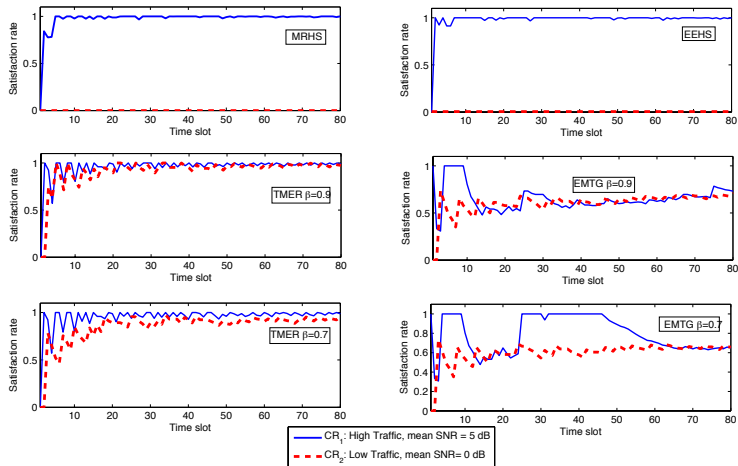 Satisfaction rate
1
0.5
0
10 20 30 40 50 60 70 80
Time slot
MRHS
Satisfaction rate
1
0.5
0
10 20 30 40 50 60 70 80
Time slot
EEHS
Satisfaction rate
1
0.5
0
0 10 20 30 40 50 60 70 80
Time slot
TMER β=0.9
Satisfaction rate
1
0.5
0
0 10 20 30 40 50 60 70 80
Time slot
EMTG β=0.9
Satisfaction rate
1
0.5
0
0 10 20 30 40 50 60 70 80
Time slot
TMER β=0.7
Satisfaction rate
1
0.8
0.6
0.4
0.2
0
0 10 20 30 40 50 60 70 80
Time slot
EMTG β=0.7
CR1: High Traffic, mean SNR = 5 dB
CR2: Low Traffic, mean SNR= 0 dB